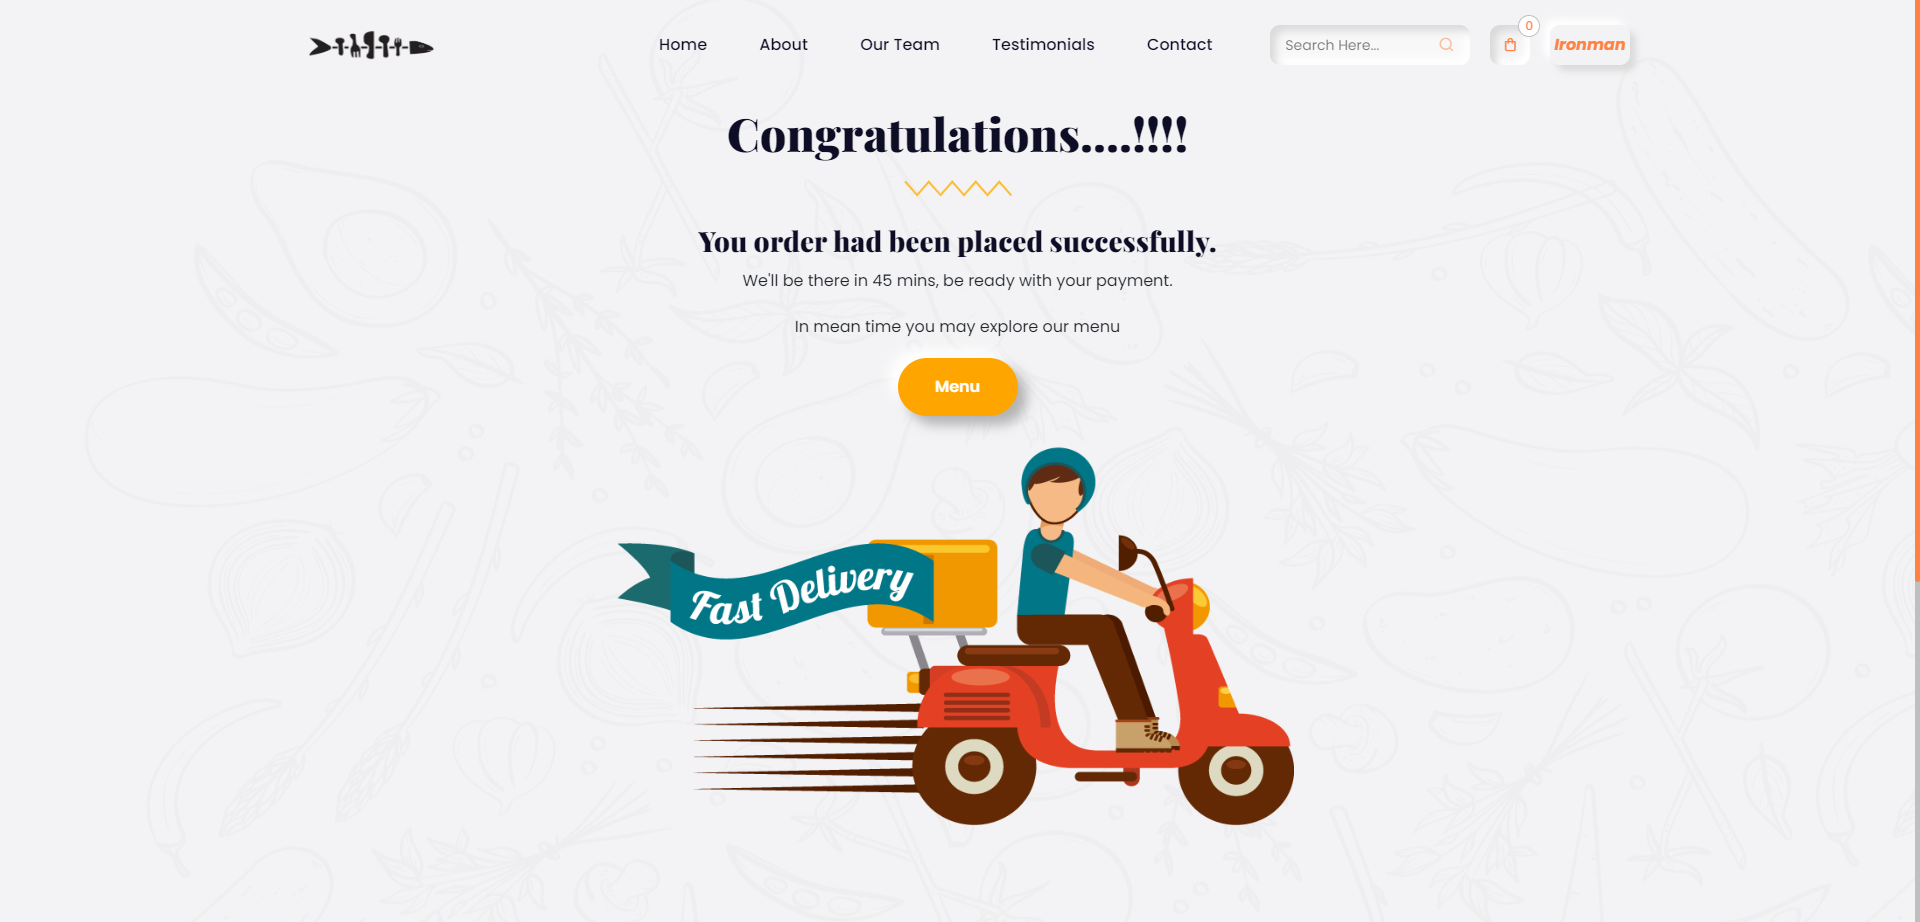 Home About Our Team Testimonials Contact Search Here... 0 Ironman
Congratulations....!!!!
You order had been placed successfully.
We'll be there in 45 mins, be ready with your payment.
In mean time you may explore our menu
Menu
Fast Delivery